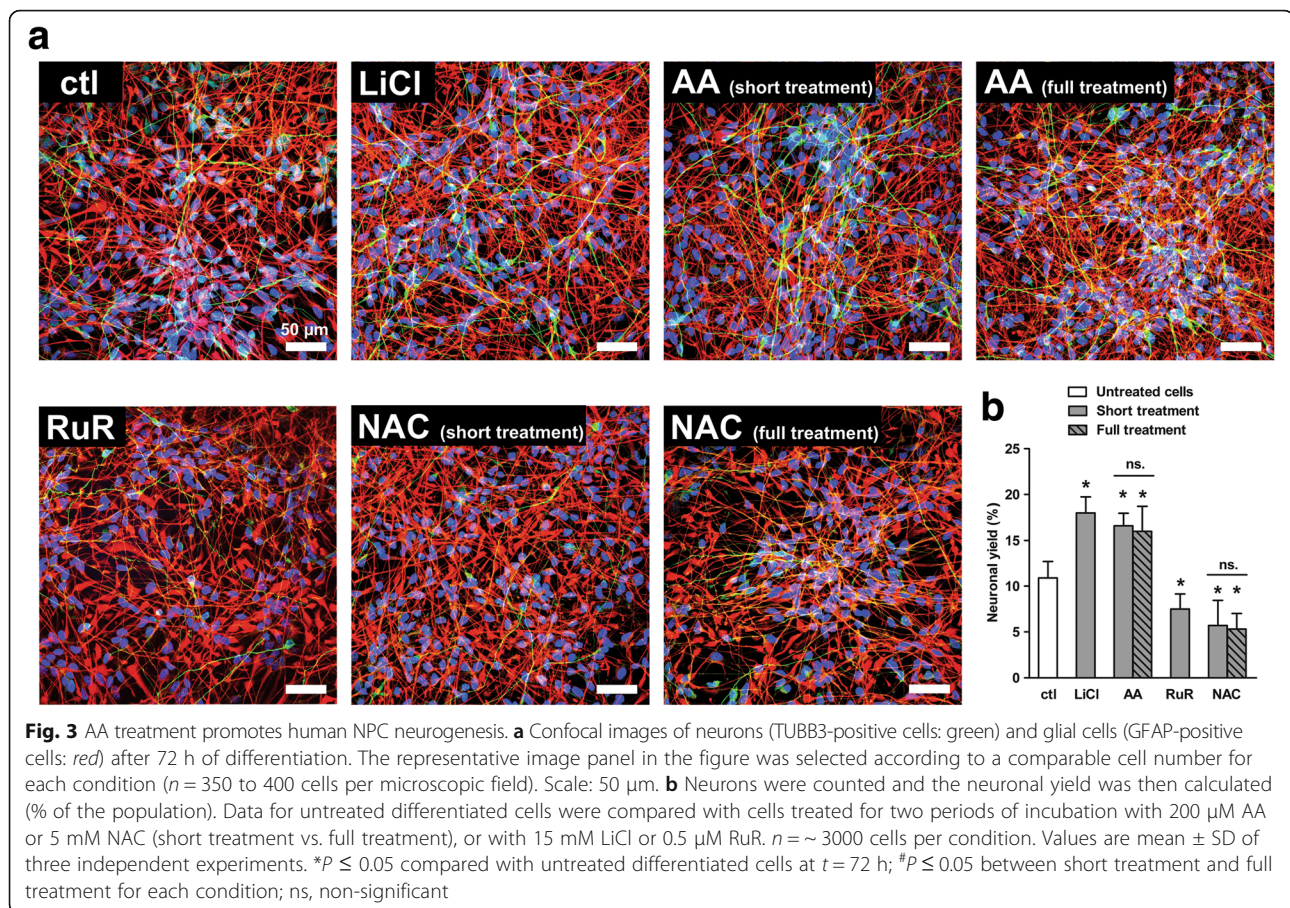 a
ctl
LiCl
AA (short treatment)
AA (full treatment)
50 µm
RuR
NAC (short treatment)
NAC (full treatment)
b
Untreated cells
Short treatment
Full treatment
Neuronal yield (%)
25
20
15
10
5
0
*
* *
ns.
*
* *
ns.
ctl LiCl AA RuR NAC
Fig. 3 AA treatment promotes human NPC neurogenesis. a Confocal images of neurons (TUBB3-positive cells: green) and glial cells (GFAP-positive
cells: red) after 72 h of differentiation. The representative image panel in the figure was selected according to a comparable cell number for
each condition (n = 350 to 400 cells per microscopic field). Scale: 50 µm. b Neurons were counted and the neuronal yield was then calculated
(% of the population). Data for untreated differentiated cells were compared with cells treated for two periods of incubation with 200 µM AA
or 5 mM NAC (short treatment vs. full treatment), or with 15 mM LiCl or 0.5 µM RuR. n = ~ 3000 cells per condition. Values are mean ± SD of
three independent experiments. *P ≤ 0.05 compared with untreated differentiated cells at t = 72 h; #P ≤ 0.05 between short treatment and full
treatment for each condition; ns, non-significant